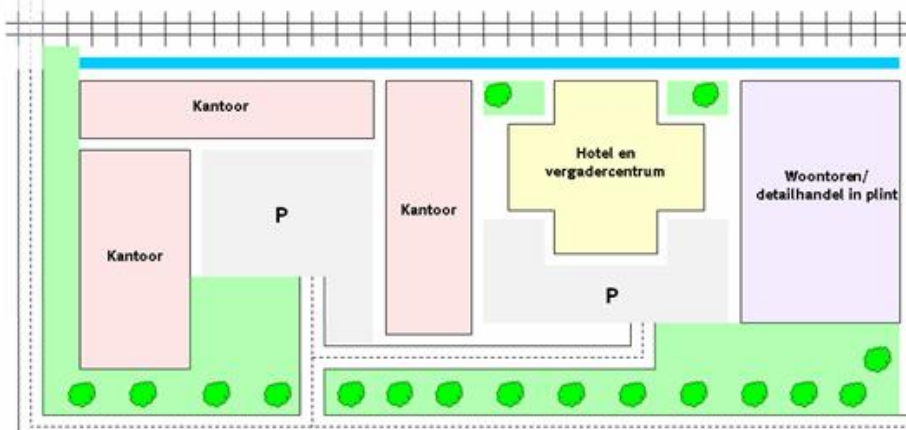 Kantoor
Hotel en
vergadercentrum
Woontoren/
detailhandel in plint
P
Kantoor
Kantoor
P